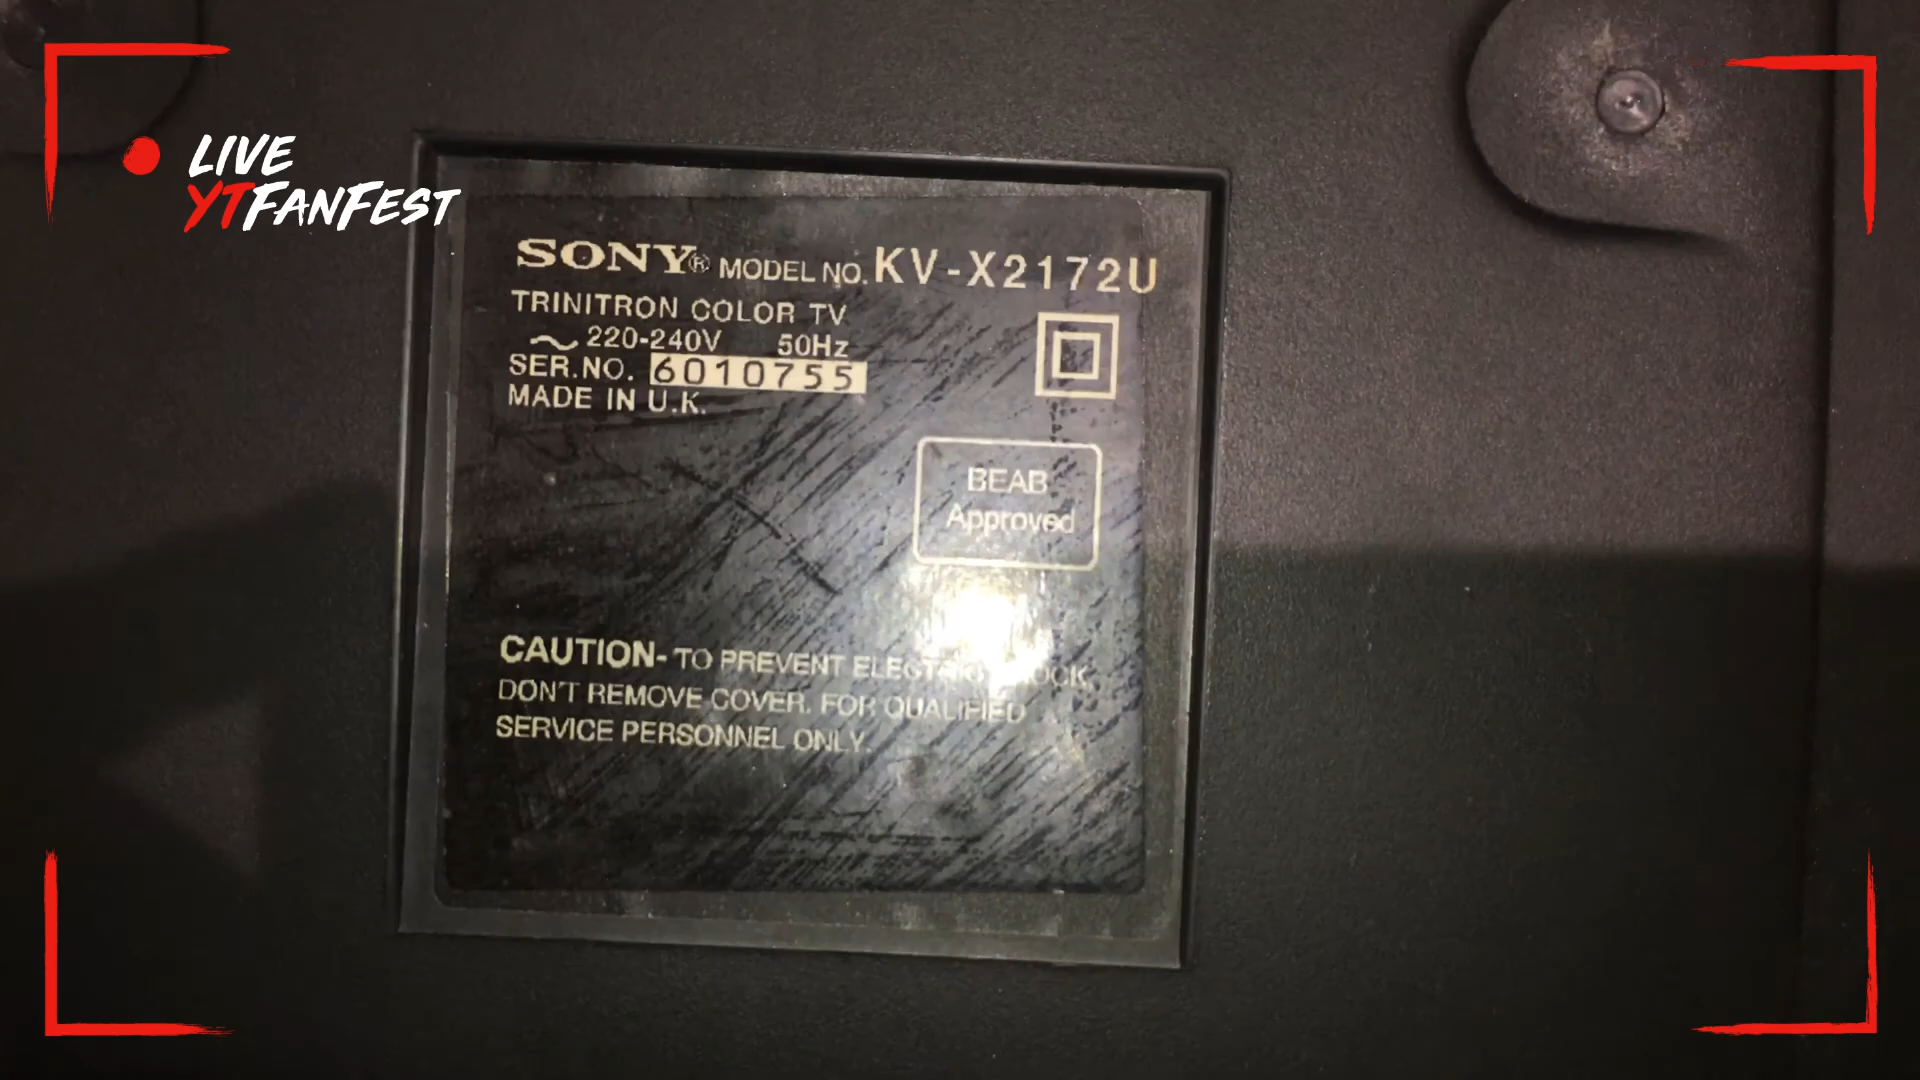 LIVE
YTFANFEST
SONY® MODEL NO. KV-X2172U
TRINITRON COLOR TV
~ 220-240V 50Hz
SER.NO. 6010755
MADE IN U.K.
BEAB
Approved
CAUTION- TO PREVENT ELECTRIC SHOCK,
DON'T REMOVE COVER. FOR QUALIFIED
SERVICE PERSONNEL ONLY.